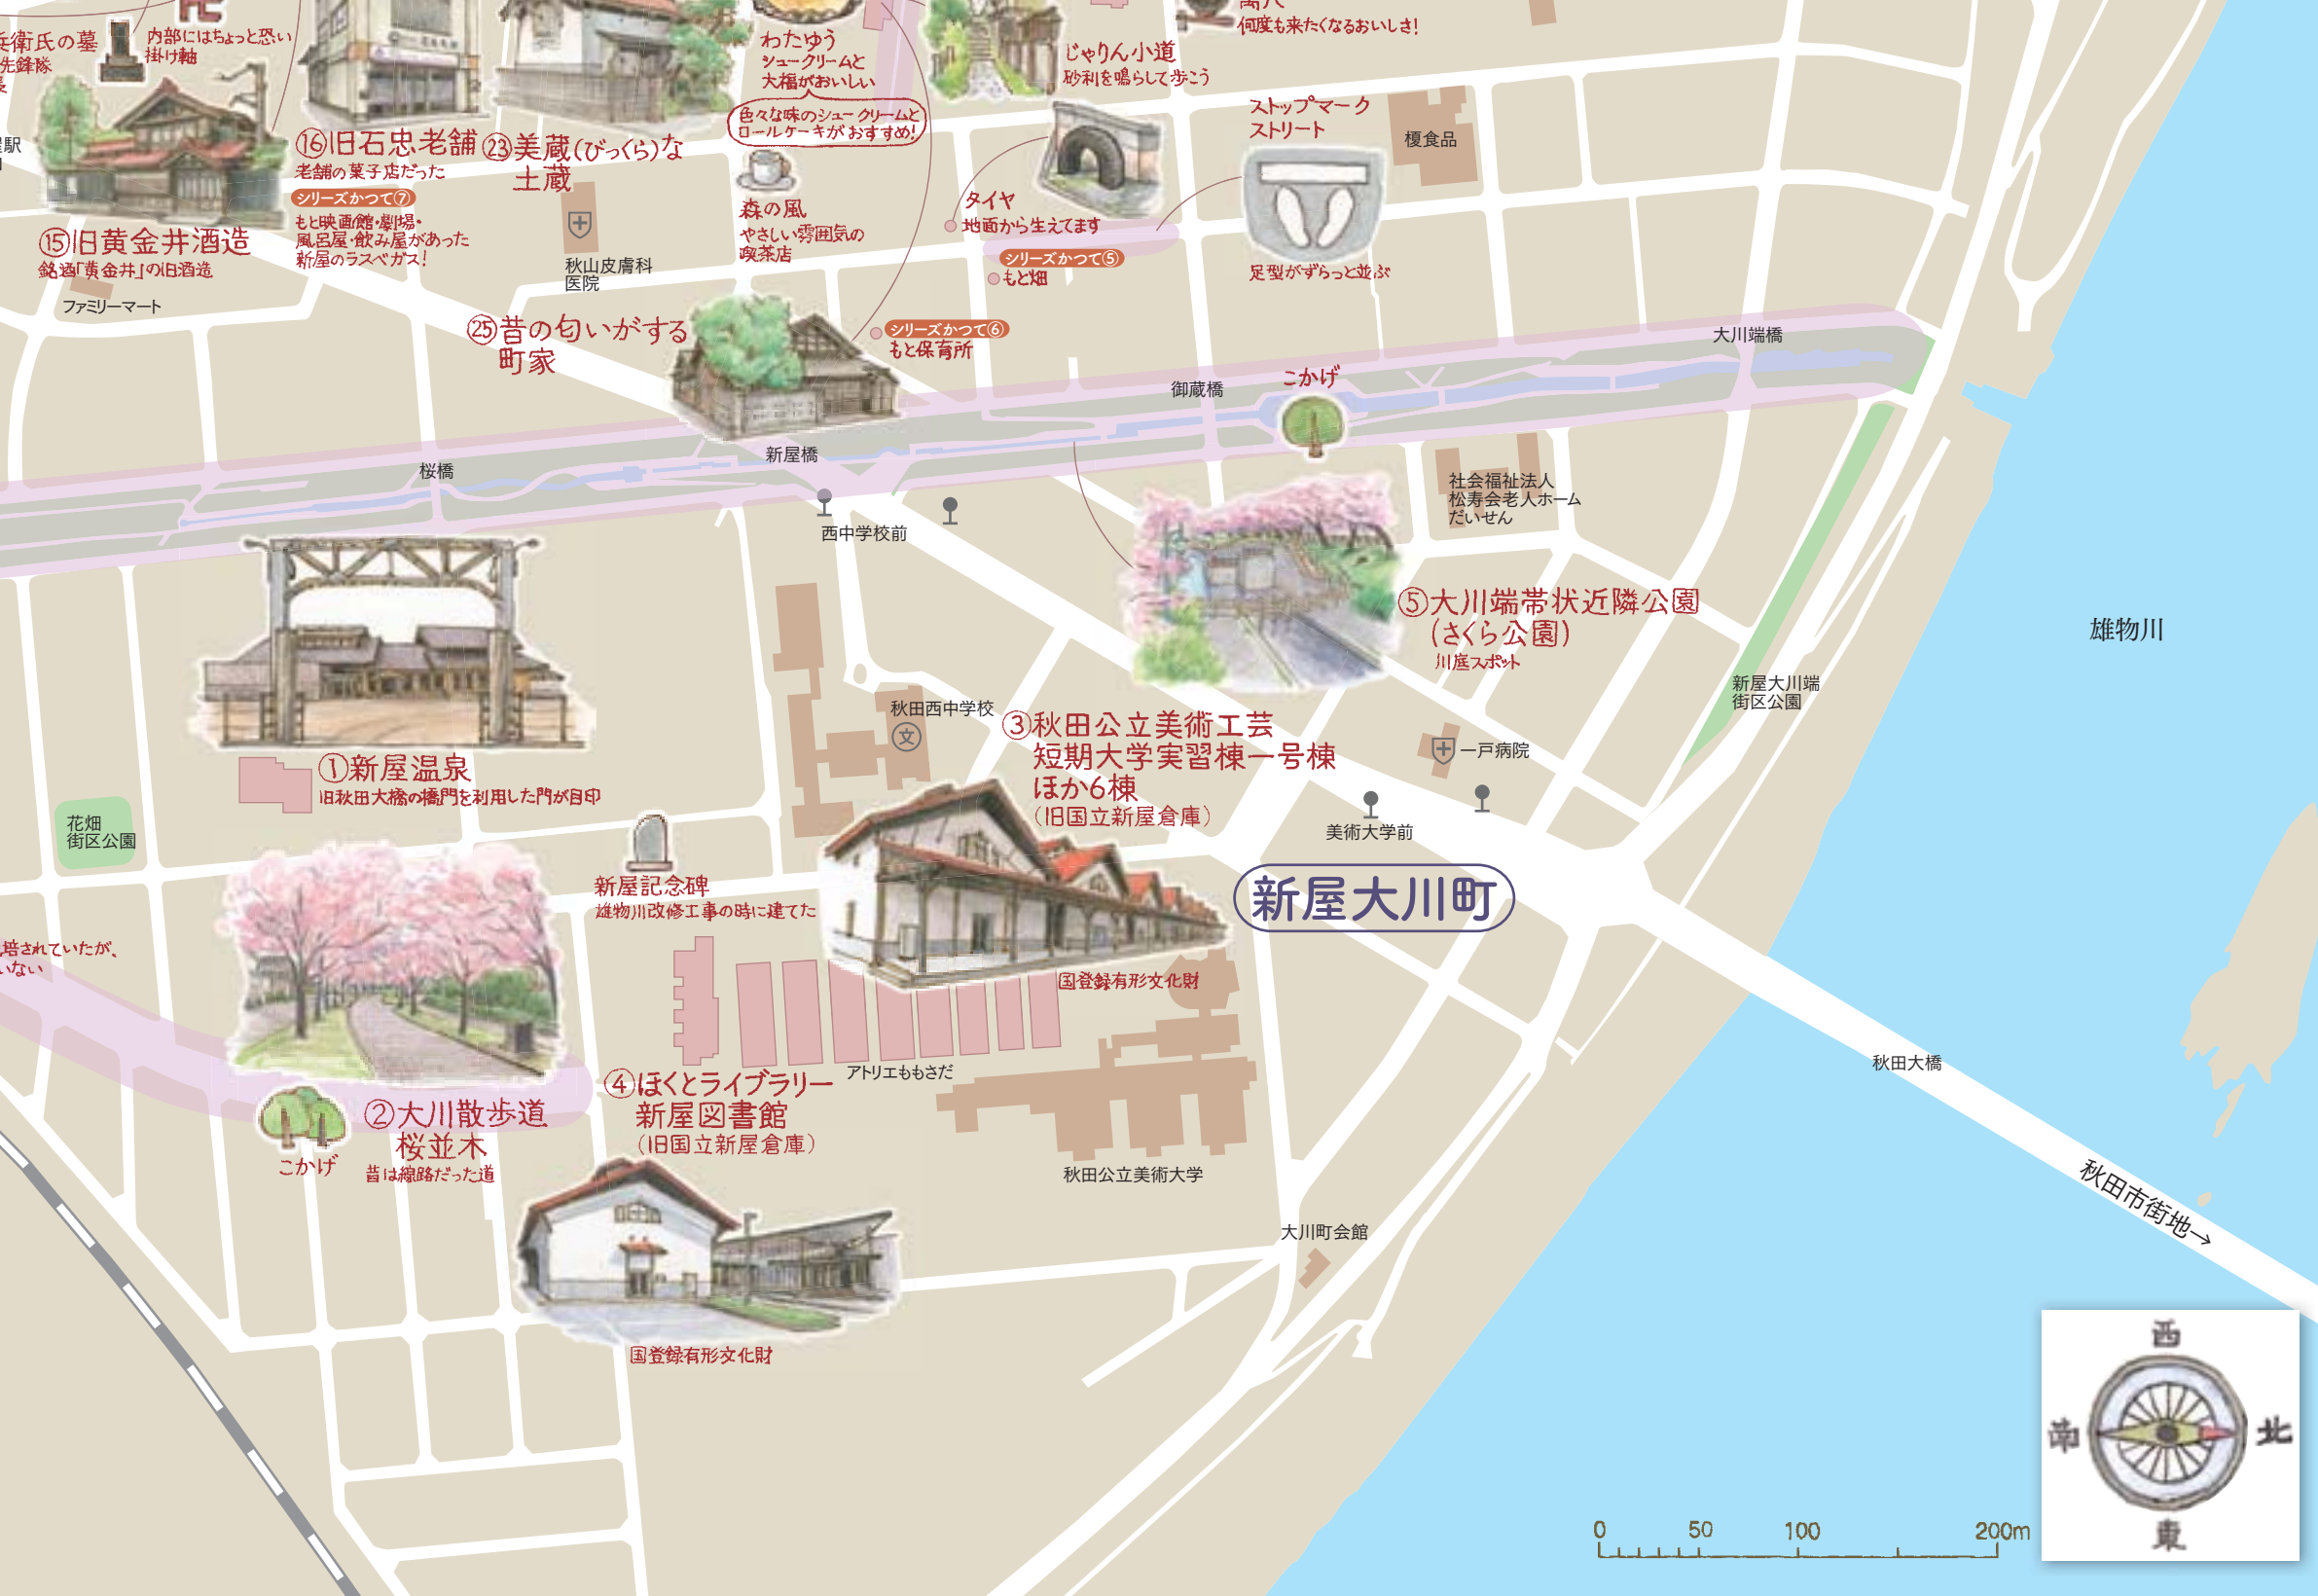 兵衛氏の墓
先鋒隊
内部にはちょっと恐い
掛け軸
わたゆう
シュークリームと
大福がおいしい
色々な味のシュークリームと
ロールケーキがおすすめ!
じゃりん小道
砂利を鳴らして歩こう
何度も来たくなるおいしさ!
駅
⑮旧黄金井酒造
銘酒「黄金井」の旧酒造
ファミリーマート
⑯旧石忠老舗
老舗の菓子店だった
シリーズかつて⑦
もと映画館・劇場・
風呂屋・飲み屋があった
新屋のラスベガス!
㉓美蔵(びっくら)な
土蔵
秋山皮膚科
医院
森の風
やさしい雰囲気の
喫茶店
タイヤ
地面から生えてます
シリーズかつて⑤
もと畑
ストップマーク
ストリート
足型がずらっと並ぶ
榎食品
㉕昔の匂いがする
町家
シリーズかつて⑥
もと保育所
大川端橋
御蔵橋
こかげ
新屋橋
桜橋
西中学校前
社会福祉法人
松寿会老人ホーム
だいせん
⑤大川端帯状近隣公園
(さくら公園)
川底スポット
雄物川
新屋大川端
街区公園
①新屋温泉
旧秋田大橋の橋門を利用した門が目印
花畑
街区公園
秋田西中学校
文
③秋田公立美術工芸
短期大学実習棟一号棟
ほか6棟
(旧国立新屋倉庫)
国登録有形文化財
一戸病院
美術大学前
新屋大川町
新屋記念碑
雄物川改修工事の時に建てた
培されていたが、
いない
②大川散歩道
桜並木
昔は線路だった道
こかげ
④ほくとライブラリー
新屋図書館
(旧国立新屋倉庫)
国登録有形文化財
アトリエももさだ
秋田公立美術大学
大川町会館
秋田大橋
秋田市街地→
西
南
北
東
0 50 100 200m